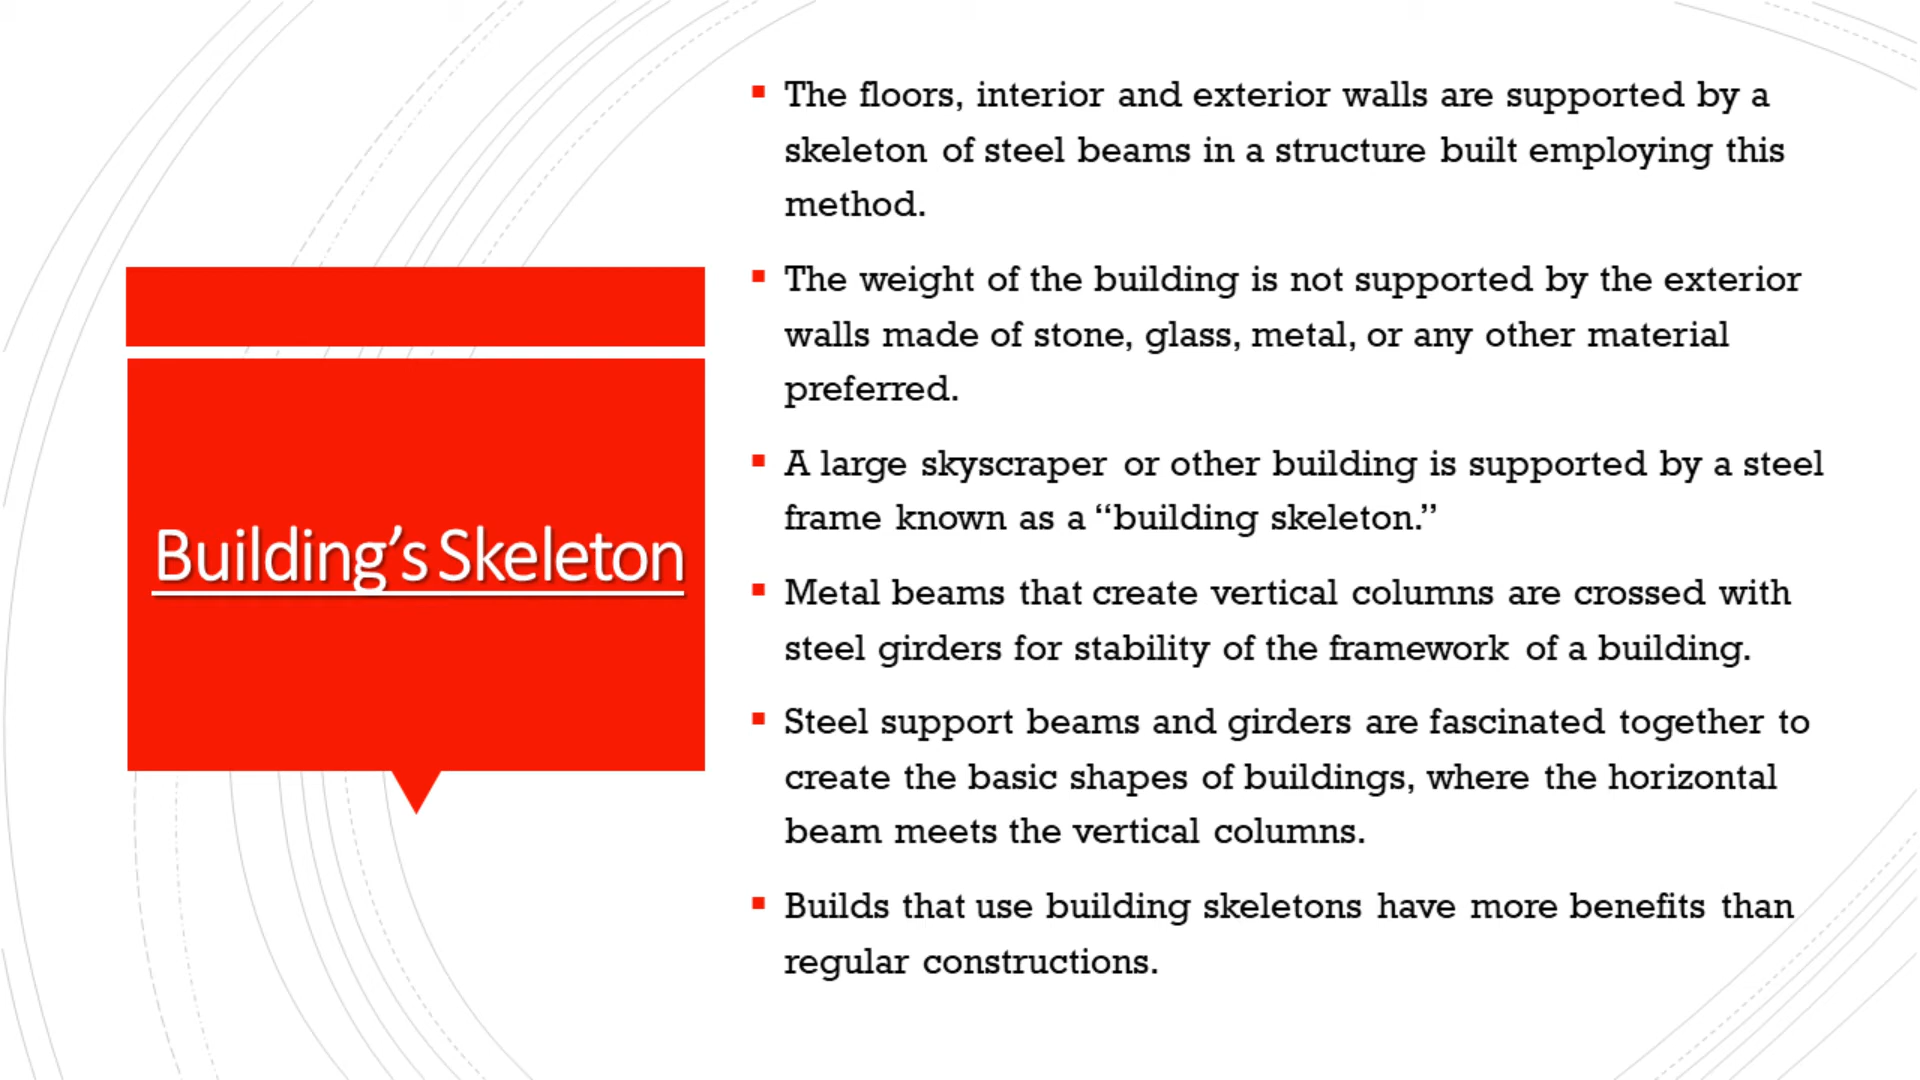 Building’s Skeleton
The floors, interior and exterior walls are supported by a
skeleton of steel beams in a structure built employing this
method.
The weight of the building is not supported by the exterior
walls made of stone, glass, metal, or any other material
preferred.
A large skyscraper or other building is supported by a steel
frame known as a “building skeleton.”
Metal beams that create vertical columns are crossed with
steel girders for stability of the framework of a building.
Steel support beams and girders are fascinated together to
create the basic shapes of buildings, where the horizontal
beam meets the vertical columns.
Builds that use building skeletons have more benefits than
regular constructions.